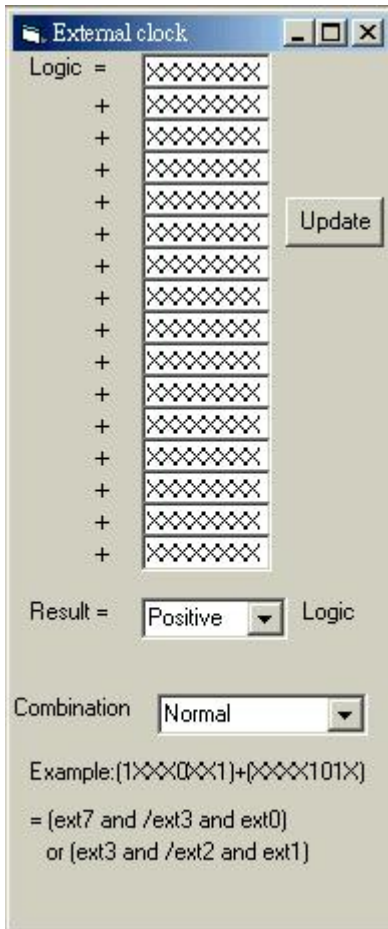 External clock
Logic = XXXXXXXX
+ XXXXXXXX
+ XXXXXXXX
+ XXXXXXXX
+ XXXXXXXX
+ XXXXXXXX
Update
+ XXXXXXXX
+ XXXXXXXX
+ XXXXXXXX
+ XXXXXXXX
+ XXXXXXXX
+ XXXXXXXX
+ XXXXXXXX
+ XXXXXXXX
+ XXXXXXXX
+ XXXXXXXX
Result = Positive Logic
Combination Normal
Example:(1XXX0XX1)+(XXXX101X)
= (ext7 and /ext3 and ext0)
or (ext3 and /ext2 and ext1)